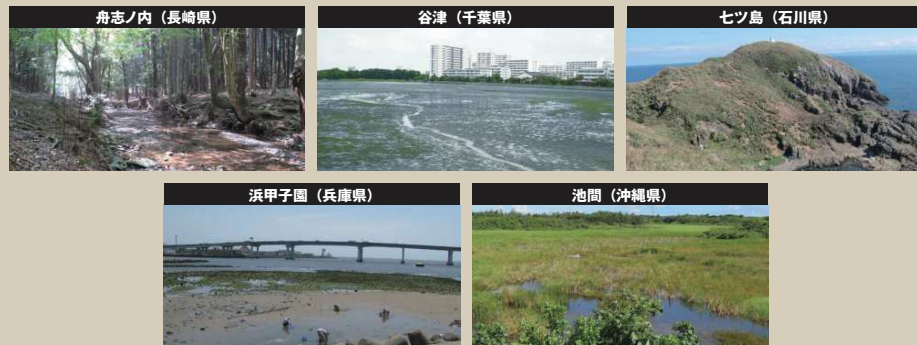 舟志ノ内（長崎県）
谷津（千葉県）
七ツ島（石川県）
浜甲子園（兵庫県）
池間（沖縄県）